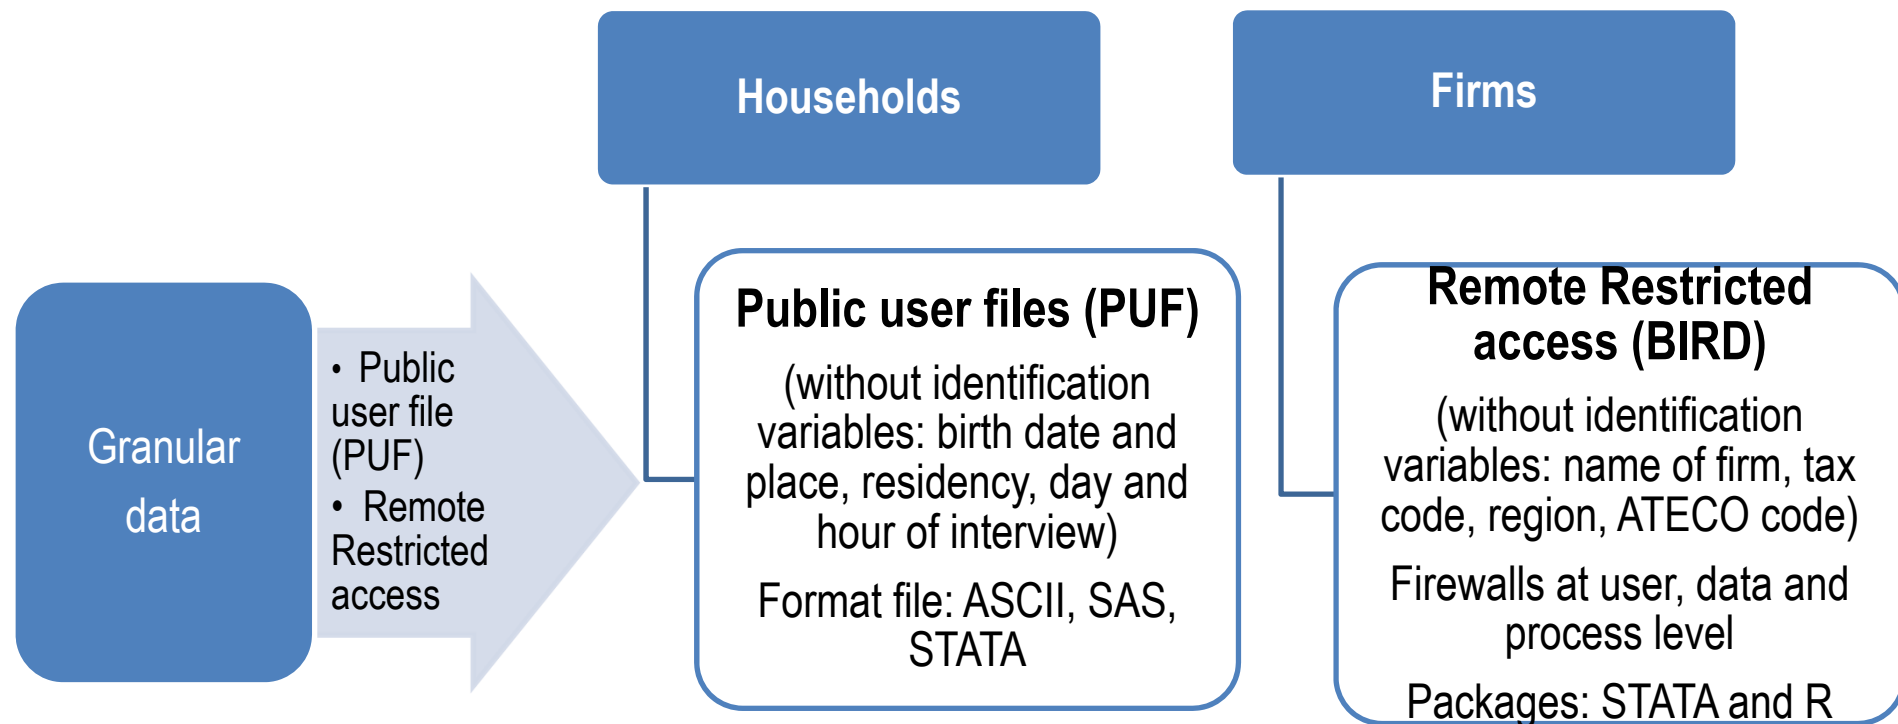 Granular
data
• Public
user file
(PUF)
• Remote
Restricted
access
Households
Public user files (PUF)
(without identification
variables: birth date and
place, residency, day and
hour of interview)
Format file: ASCII, SAS,
STATA
Firms
Remote Restricted
access (BIRD)
(without identification
variables: name of firm, tax
code, region, ATECO code)
Firewalls at user, data and
process level
Packages: STATA and R